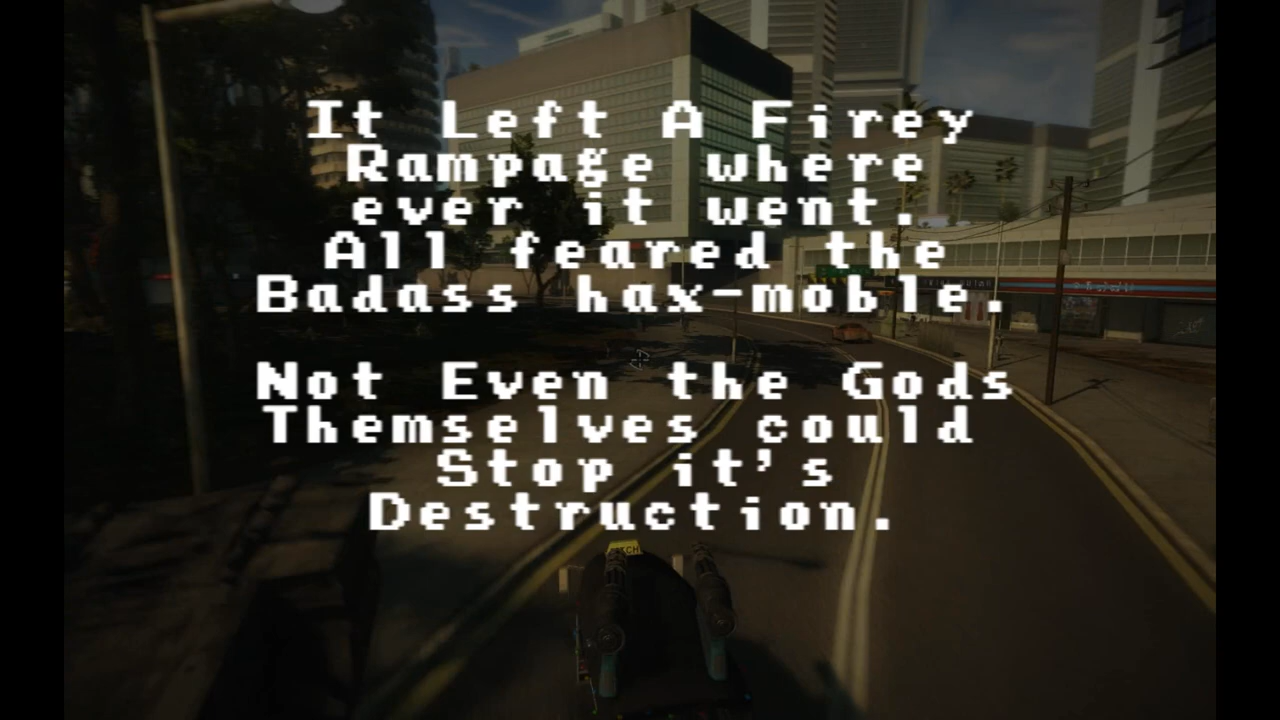 It Left A Firey
Rampage where
ever it went.
All feared the
Badass hax-moble.
Not Even the Gods
Themselves could
Stop it's
Destruction.